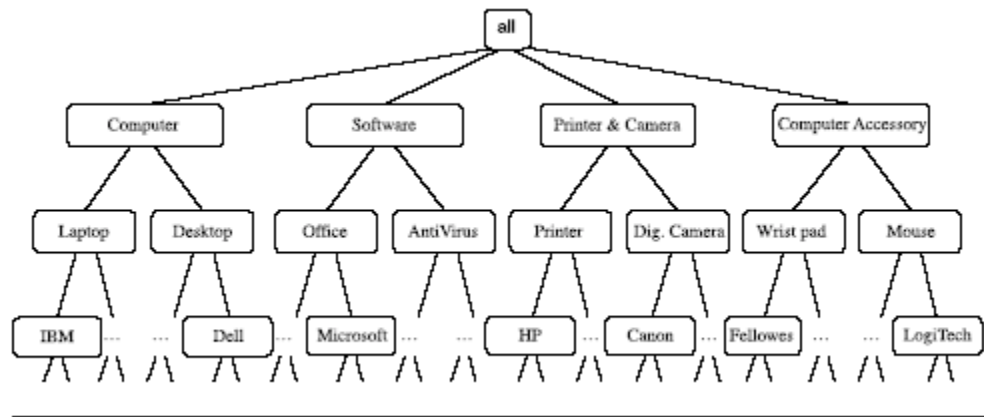 all
Computer
Software
Printer & Camera
Computer Accessory
Laptop
Desktop
Office
AntiVirus
Printer
Dig. Camera
Wrist pad
Mouse
IBM
...
...
Dell
...
Microsoft
...
...
HP
...
Canon
...
Fellowes
...
...
LogiTech